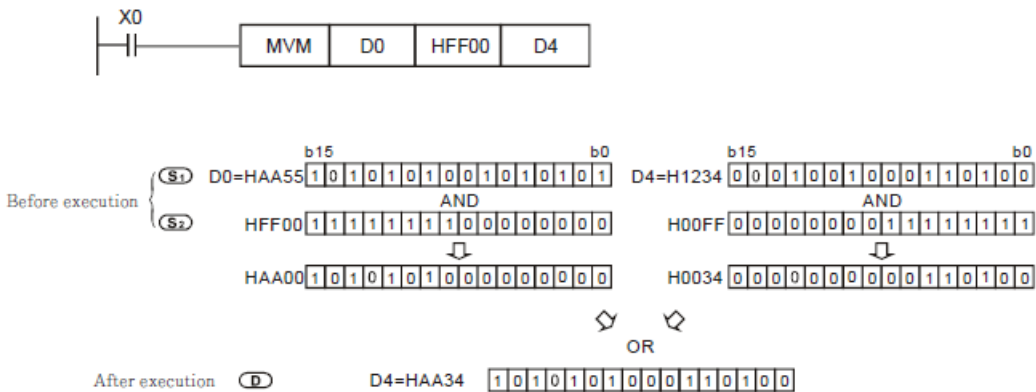 X0
MVM D0 HFF00 D4
b15 b0 b15 b0
Before execution
S1 D0=HAA55 1 0 1 0 1 0 1 0 0 1 0 1 0 1 0 1 D4=H1234 0 0 0 1 0 0 1 0 0 0 1 1 0 1 0 0
AND AND
S2 HFF00 1 1 1 1 1 1 1 1 0 0 0 0 0 0 0 0 H00FF 0 0 0 0 0 0 0 0 1 1 1 1 1 1 1 1
HAA00 1 0 1 0 1 0 1 0 0 0 0 0 0 0 0 0 H0034 0 0 0 0 0 0 0 0 0 0 1 1 0 1 0 0
OR
After execution D D4=HAA34 1 0 1 0 1 0 1 0 0 0 1 1 0 1 0 0